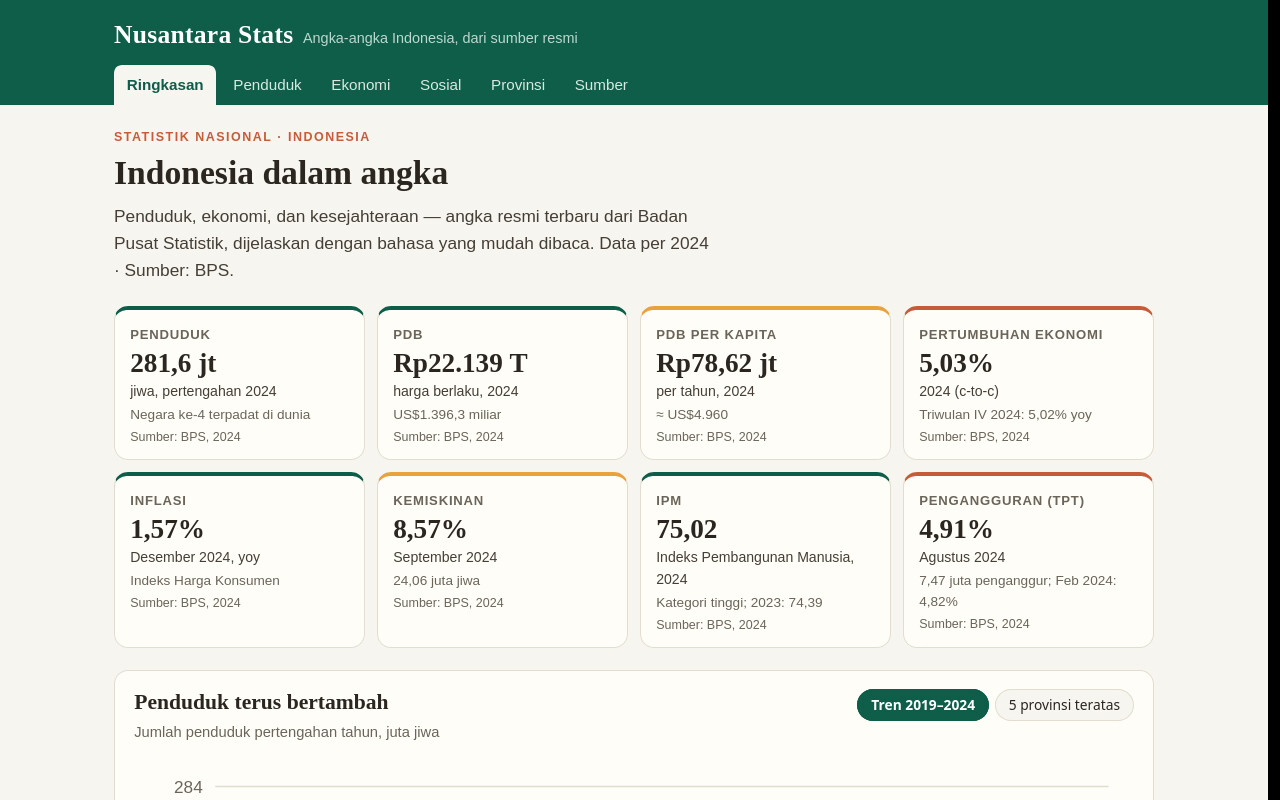 Nusantara Stats Angka-angka Indonesia, dari sumber resmi
Ringkasan Penduduk Ekonomi Sosial Provinsi Sumber
STATISTIK NASIONAL · INDONESIA
Indonesia dalam angka
Penduduk, ekonomi, dan kesejahteraan — angka resmi terbaru dari Badan
Pusat Statistik, dijelaskan dengan bahasa yang mudah dibaca. Data per 2024
· Sumber: BPS.
PENDUDUK
281,6 jt
jiwa, pertengahan 2024
Negara ke-4 terpadat di dunia
Sumber: BPS, 2024
PDB
Rp22.139 T
harga berlaku, 2024
US$1.396,3 miliar
Sumber: BPS, 2024
PDB PER KAPITA
Rp78,62 jt
per tahun, 2024
≈ US$4.960
Sumber: BPS, 2024
PERTUMBUHAN EKONOMI
5,03%
2024 (c-to-c)
Triwulan IV 2024: 5,02% yoy
Sumber: BPS, 2024
INFLASI
1,57%
Desember 2024, yoy
Indeks Harga Konsumen
Sumber: BPS, 2024
KEMISKINAN
8,57%
September 2024
24,06 juta jiwa
Sumber: BPS, 2024
IPM
75,02
Indeks Pembangunan Manusia,
2024
Kategori tinggi; 2023: 74,39
Sumber: BPS, 2024
PENGANGGURAN (TPT)
4,91%
Agustus 2024
7,47 juta penganggur; Feb 2024:
4,82%
Sumber: BPS, 2024
Penduduk terus bertambah
Jumlah penduduk pertengahan tahun, juta jiwa
Tren 2019–2024 5 provinsi teratas
284